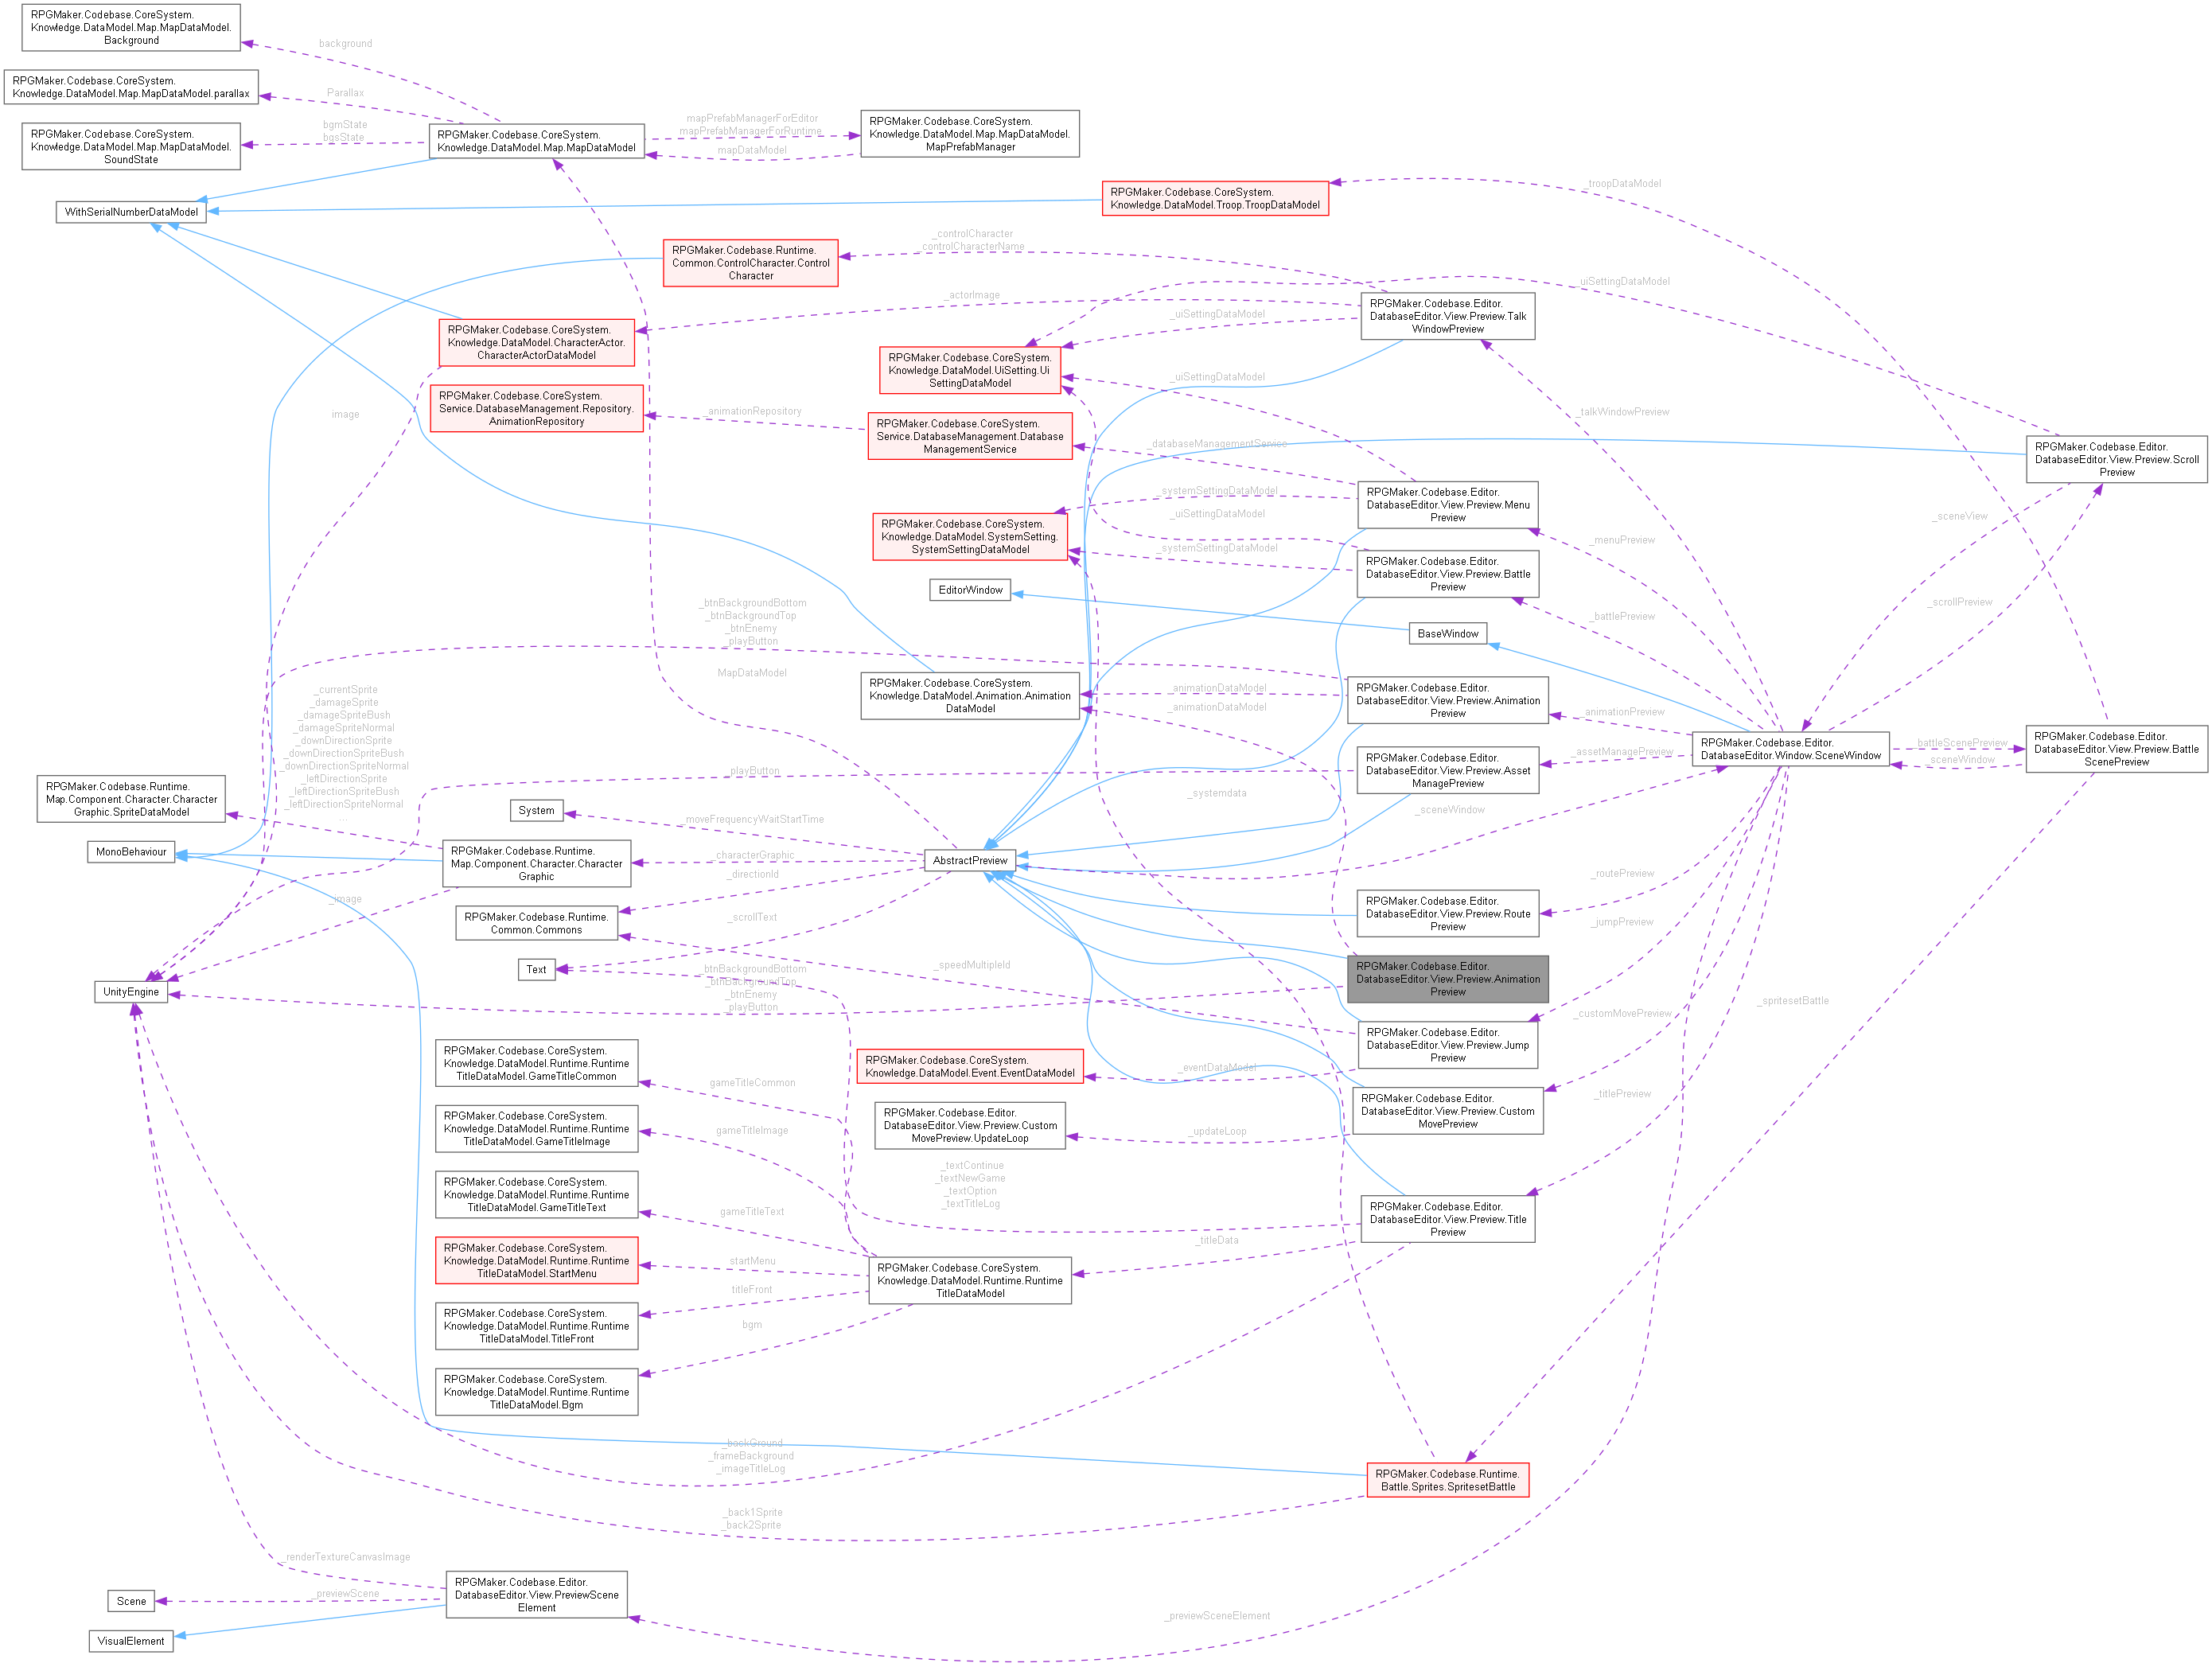 RPGMaker.Codebase.CoreSystem.
Knowledge.DataModel.Map.MapDataModel.
Background
RPGMaker.Codebase.CoreSystem.
Knowledge.DataModel.Map.MapDataModel.parallax
RPGMaker.Codebase.CoreSystem.
Knowledge.DataModel.Map.MapDataModel.
SoundState
WithSerialNumberDataModel
background
Parallax
bgmState
bgsState
RPGMaker.Codebase.CoreSystem.
Knowledge.DataModel.Map.MapDataModel
mapPrefabManagerForEditor
mapPrefabManagerForRuntime
mapDataModel
RPGMaker.Codebase.CoreSystem.
Knowledge.DataModel.Map.MapDataModel.
MapPrefabManager
RPGMaker.Codebase.CoreSystem.
Knowledge.DataModel.Troop.TroopDataModel
_troopDataModel
RPGMaker.Codebase.Runtime.
Common.ControlCharacter.Control
Character
_controlCharacter
_controlCharacterName
_actorImage
RPGMaker.Codebase.CoreSystem.
Knowledge.DataModel.CharacterActor.
CharacterActorDataModel
image
RPGMaker.Codebase.CoreSystem.
Service.DatabaseManagement.Repository.
AnimationRepository
_animationRepository
RPGMaker.Codebase.CoreSystem.
Knowledge.DataModel.UiSetting.Ui
SettingDataModel
RPGMaker.Codebase.CoreSystem.
Service.DatabaseManagement.Database
ManagementService
RPGMaker.Codebase.CoreSystem.
Knowledge.DataModel.SystemSetting.
SystemSettingDataModel
EditorWindow
RPGMaker.Codebase.Editor.
DatabaseEditor.View.Preview.Talk
WindowPreview
_uiSettingDataModel
_uiSettingDataModel
_uiSettingDataModel
_talkWindowPreview
_databaseManagementService
_systemSettingDataModel
_uiSettingDataModel
_systemSettingDataModel
RPGMaker.Codebase.Editor.
DatabaseEditor.View.Preview.Menu
Preview
RPGMaker.Codebase.Editor.
DatabaseEditor.View.Preview.Battle
Preview
BaseWindow
RPGMaker.Codebase.Editor.
DatabaseEditor.View.Preview.Scroll
Preview
_sceneView
_menuPreview
_scrollPreview
_battlePreview
_btnBackgroundBottom
_btnBackgroundTop
_btnEnemy
_playButton
MapDataModel
RPGMaker.Codebase.CoreSystem.
Knowledge.DataModel.Animation.Animation
DataModel
_animationDataModel
_animationDataModel
RPGMaker.Codebase.Editor.
DatabaseEditor.View.Preview.Animation
Preview
_animationPreview
RPGMaker.Codebase.Editor.
DatabaseEditor.Window.SceneWindow
_battleScenePreview
_sceneWindow
RPGMaker.Codebase.Editor.
DatabaseEditor.View.Preview.Battle
ScenePreview
_currentSprite
_damageSprite
_damageSpriteBush
_damageSpriteNormal
_downDirectionSprite
_downDirectionSpriteBush
_downDirectionSpriteNormal
_leftDirectionSprite
_leftDirectionSpriteBush
_leftDirectionSpriteNormal
...
RPGMaker.Codebase.Runtime.
Map.Component.Character.Character
Graphic.SpriteDataModel
MonoBehaviour
_playButton
System
RPGMaker.Codebase.Editor.
DatabaseEditor.View.Preview.Asset
ManagePreview
_assetManagePreview
_systemdata
_sceneWindow
_moveFrequencyWaitStartTime
RPGMaker.Codebase.Runtime.
Map.Component.Character.Character
Graphic
_characterGraphic
AbstractPreview
_directionId
_image
RPGMaker.Codebase.Runtime.
Common.Commons
_scrollText
Text
RPGMaker.Codebase.Editor.
DatabaseEditor.View.Preview.Route
Preview
_routePreview
_jumpPreview
RPGMaker.Codebase.Editor.
DatabaseEditor.View.Preview.Animation
Preview
_speedMultipleId
UnityEngine
_btnBackgroundBottom
_btnBackgroundTop
_btnEnemy
_playButton
_spritesetBattle
_customMovePreview
RPGMaker.Codebase.Editor.
DatabaseEditor.View.Preview.Jump
Preview
RPGMaker.Codebase.CoreSystem.
Knowledge.DataModel.Event.EventDataModel
_eventDataModel
RPGMaker.Codebase.CoreSystem.
Knowledge.DataModel.Runtime.Runtime
TitleDataModel.GameTitleCommon
gameTitleCommon
RPGMaker.Codebase.Editor.
DatabaseEditor.View.Preview.Custom
MovePreview.UpdateLoop
_updateLoop
RPGMaker.Codebase.Editor.
DatabaseEditor.View.Preview.Custom
MovePreview
_titlePreview
RPGMaker.Codebase.CoreSystem.
Knowledge.DataModel.Runtime.Runtime
TitleDataModel.GameTitleImage
gameTitleImage
_textContinue
_textNewGame
_textOption
_textTitleLog
RPGMaker.Codebase.CoreSystem.
Knowledge.DataModel.Runtime.Runtime
TitleDataModel.GameTitleText
gameTitleText
RPGMaker.Codebase.Editor.
DatabaseEditor.View.Preview.Title
Preview
_titleData
RPGMaker.Codebase.CoreSystem.
Knowledge.DataModel.Runtime.Runtime
TitleDataModel.StartMenu
startMenu
RPGMaker.Codebase.CoreSystem.
Knowledge.DataModel.Runtime.Runtime
TitleDataModel
RPGMaker.Codebase.CoreSystem.
Knowledge.DataModel.Runtime.Runtime
TitleDataModel.TitleFront
titleFront
bgm
RPGMaker.Codebase.CoreSystem.
Knowledge.DataModel.Runtime.Runtime
TitleDataModel.Bgm
_backGround
_frameBackground
_imageTitleLog
RPGMaker.Codebase.Runtime.
Battle.Sprites.SpritesetBattle
_back1Sprite
_back2Sprite
_renderTextureCanvasImage
_previewScene
Scene
RPGMaker.Codebase.Editor.
DatabaseEditor.View.PreviewScene
Element
_previewSceneElement
VisualElement